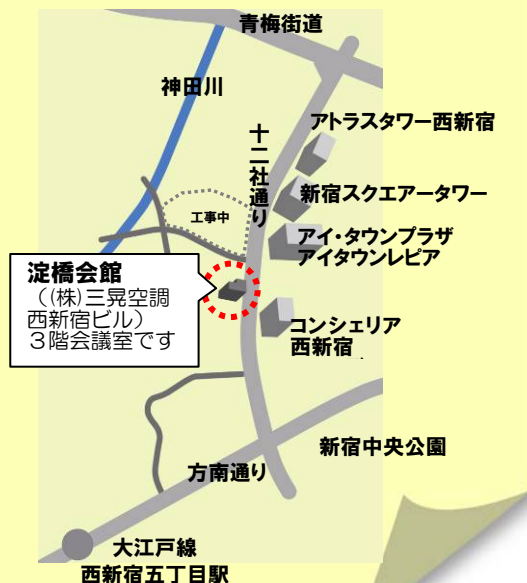 青梅街道
神田川
アトラスタワー西新宿
十二社通り
新宿スクエアータワー
工事中
アイ・タウンプラザ
アイタウンレピア
淀橋会館
（(株)三晃空調
西新宿ビル）
３階会議室です
コンシェリア
西新宿
新宿中央公園
方南通り
大江戸線
西新宿五丁目駅